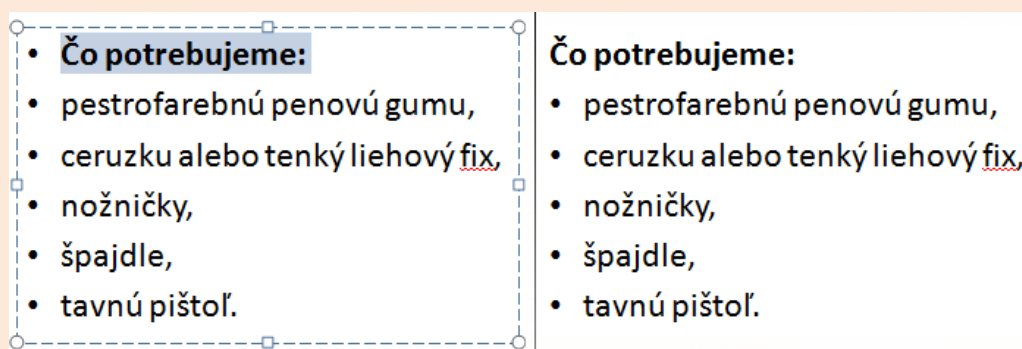 • Čo potrebujeme:
• pestrofarebnú penovú gumu,
• ceruzku alebo tenký liehový fix,
• nožničky,
• špajdle,
• tavnú pištoľ.
Čo potrebujeme:
• pestrofarebnú penovú gumu,
• ceruzku alebo tenký liehový fix,
• nožničky,
• špajdle,
• tavnú pištoľ.